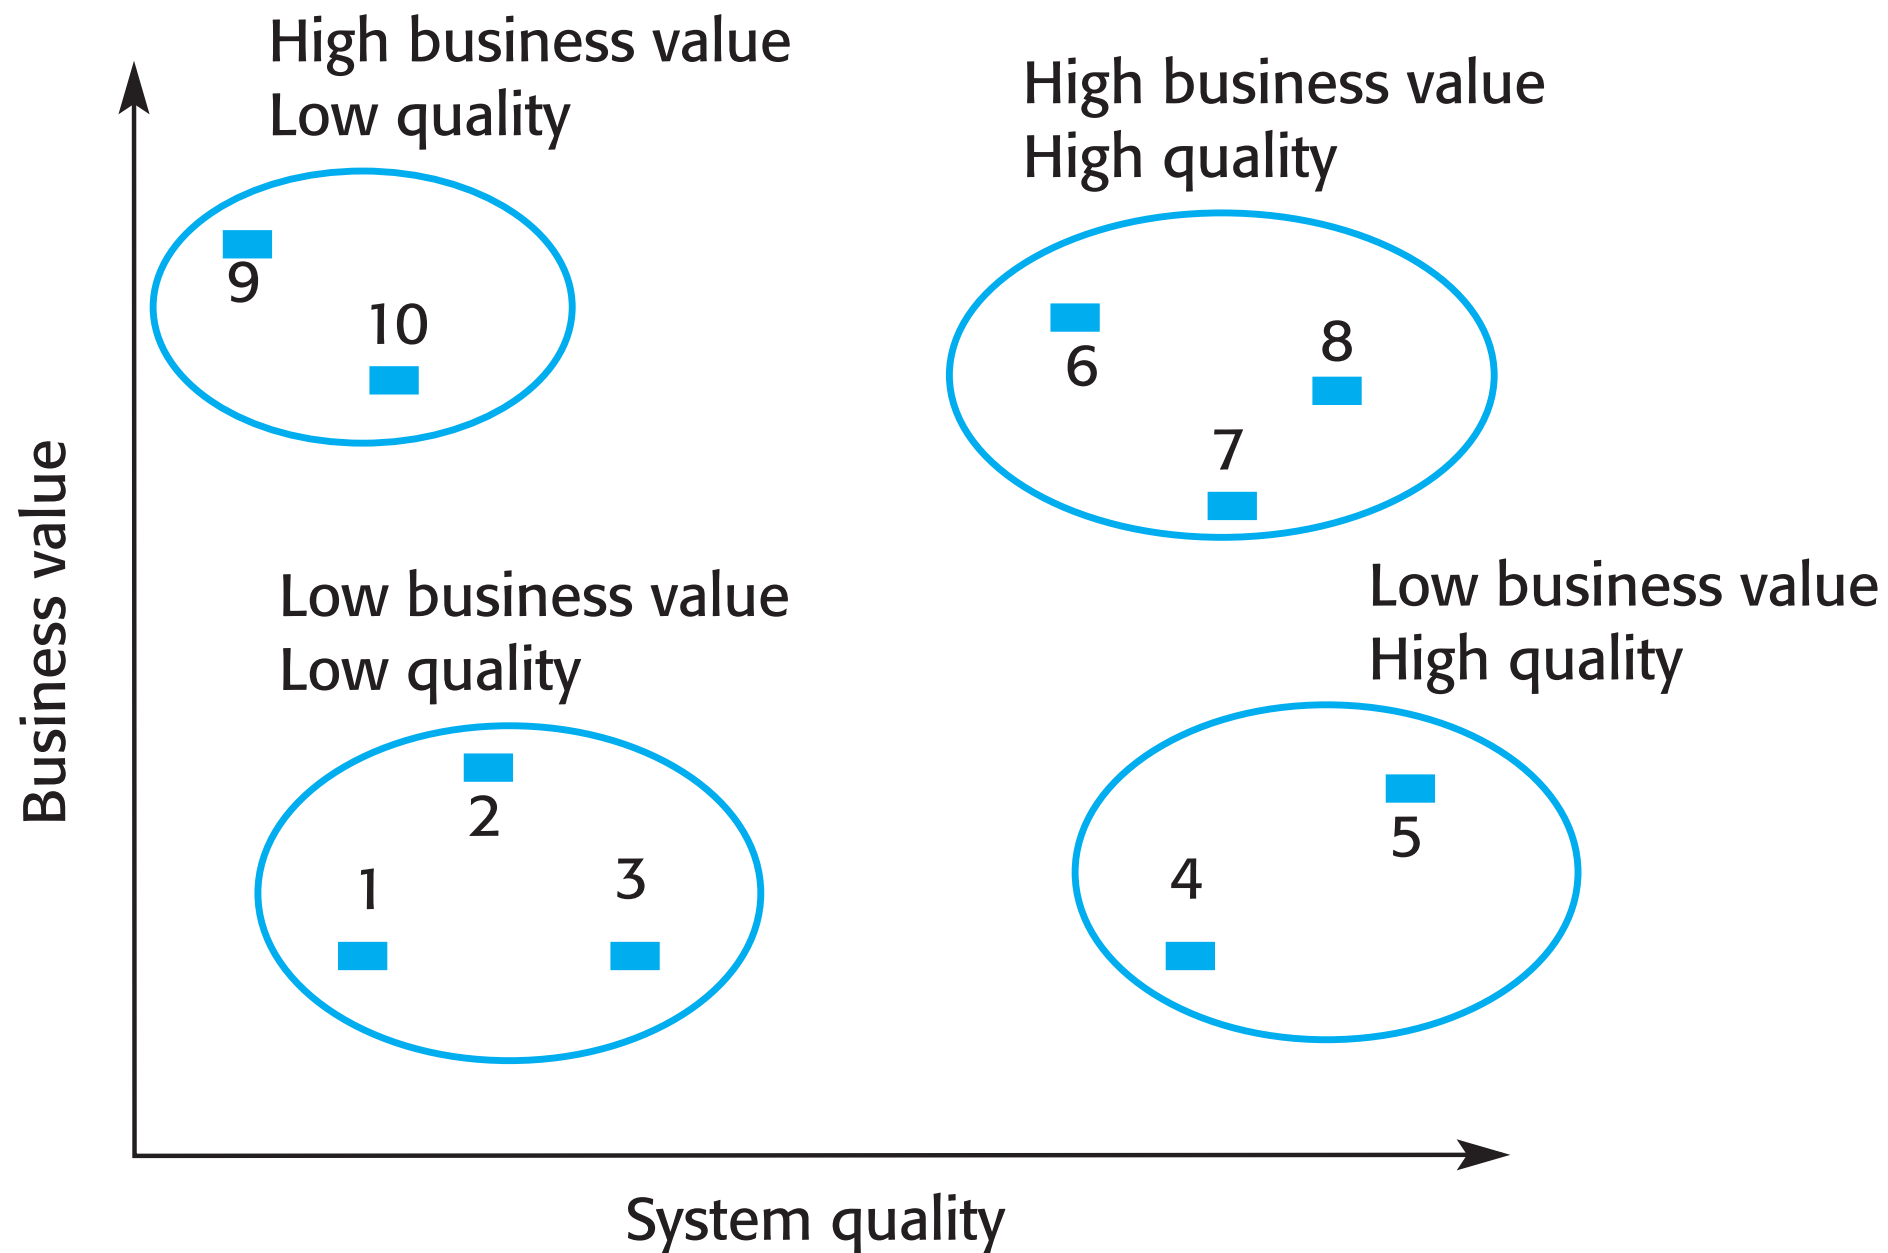 High business value
Low quality
High business value
High quality
9
10
6
8
7
Business value
Low business value
Low quality
Low business value
High quality
2
1
3
5
4
System quality